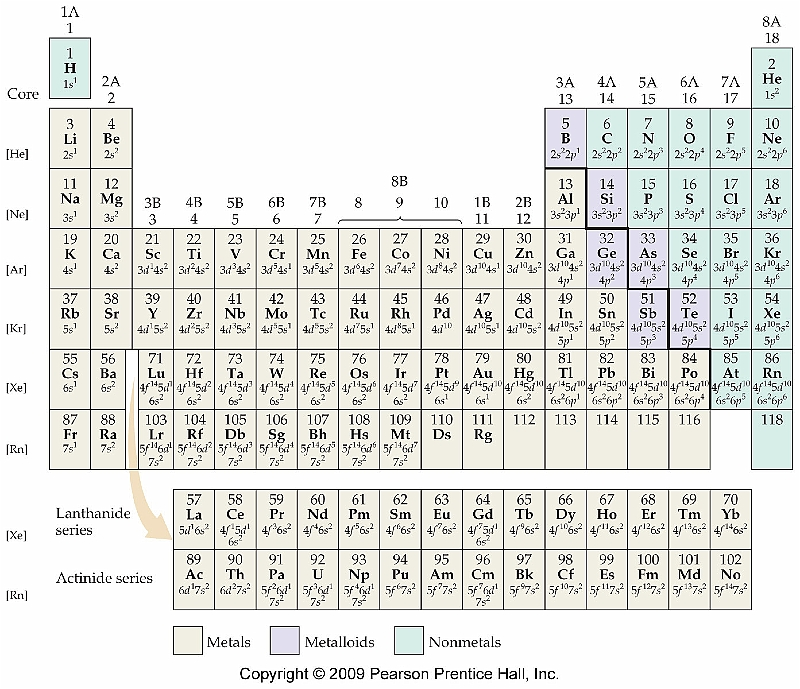 1A
1
8A
18
1
H
1s¹
2
He
1s²
Core
2A
2
3A 4A 5A 6A 7A
13 14 15 16 17
3 4 5 6 7 8 9 10
[He] Li Be B C N O F Ne
2s¹ 2s² 2s²2p¹ 2s²2p² 2s²2p³ 2s²2p⁴ 2s²2p⁵ 2s²2p⁶
8B
3B 4B 5B 6B 7B 8 9 10 1B 2B
3 4 5 6 7 11 12
11 12 13 14 15 16 17 18
[Ne] Na Mg Al Si P S Cl Ar
3s¹ 3s² 3s²3p¹ 3s²3p² 3s²3p³ 3s²3p⁴ 3s²3p⁵ 3s²3p⁶
19 20 21 22 23 24 25 26 27 28 29 30 31 32 33 34 35 36
[Ar] K Ca Sc Ti V Cr Mn Fe Co Ni Cu Zn Ga Ge As Se Br Kr
4s¹ 4s² 3d¹4s² 3d²4s² 3d³4s² 3d⁵4s¹ 3d⁵4s² 3d⁶4s² 3d⁷4s² 3d⁸4s² 3d¹⁰4s¹ 3d¹⁰4s² 3d¹⁰4s² 3d¹⁰4s² 3d¹⁰4s² 3d¹⁰4s² 3d¹⁰4s² 3d¹⁰4s²
4p¹ 4p² 4p³ 4p⁴ 4p⁵ 4p⁶
37 38 39 40 41 42 43 44 45 46 47 48 49 50 51 52 53 54
[Kr] Rb Sr Y Zr Nb Mo Tc Ru Rh Pd Ag Cd In Sn Sb Te I Xe
5s¹ 5s² 4d¹5s² 4d²5s² 4d³5s² 4d⁵5s¹ 4d⁵5s² 4d⁷5s¹ 4d⁸5s¹ 4d¹⁰ 4d¹⁰5s¹ 4d¹⁰5s² 4d¹⁰5s² 4d¹⁰5s² 4d¹⁰5s² 4d¹⁰5s² 4d¹⁰5s² 4d¹⁰5s²
5p¹ 5p² 5p³ 5p⁴ 5p⁵ 5p⁶
55 56 71 72 73 74 75 76 77 78 79 80 81 82 83 84 85 86
[Xe] Cs Ba Lu Hf Ta W Re Os Ir Pt Au Hg Tl Pb Bi Po At Rn
6s¹ 6s² 4f¹⁴5d¹ 4f¹⁴5d² 4f¹⁴5d³ 4f¹⁴5d⁴ 4f¹⁴5d⁵ 4f¹⁴5d⁶ 4f¹⁴5d⁷ 4f¹⁴5d⁹ 4f¹⁴5d¹⁰ 4f¹⁴5d¹⁰ 4f¹⁴5d¹⁰ 4f¹⁴5d¹⁰ 4f¹⁴5d¹⁰ 4f¹⁴5d¹⁰ 4f¹⁴5d¹⁰ 4f¹⁴5d¹⁰
6s² 6s² 6s² 6s² 6s² 6s² 6s² 6s¹ 6s¹ 6s² 6s²6p¹ 6s²6p² 6s²6p³ 6s²6p⁴ 6s²6p⁵ 6s²6p⁶
87 88 103 104 105 106 107 108 109 110 111 112 113 114 115 116 118
[Rn] Fr Ra Lr Rf Db Sg Bh Hs Mt Ds Rg
7s¹ 7s² 5f¹⁴6d¹ 5f¹⁴6d² 5f¹⁴6d³ 5f¹⁴6d⁴ 5f¹⁴6d⁵ 5f¹⁴6d⁶ 5f¹⁴6d⁷
7s² 7s² 7s² 7s² 7s² 7s² 7s²
Lanthanide series
57 58 59 60 61 62 63 64 65 66 67 68 69 70
[Xe] La Ce Pr Nd Pm Sm Eu Gd Tb Dy Ho Er Tm Yb
5d¹6s² 4f¹5d¹ 4f³6s² 4f⁴6s² 4f⁵6s² 4f⁶6s² 4f⁷6s² 4f⁷5d¹ 4f⁹6s² 4f¹⁰6s² 4f¹¹6s² 4f¹²6s² 4f¹³6s² 4f¹⁴6s²
6s² 6s²
Actinide series
89 90 91 92 93 94 95 96 97 98 99 100 101 102
[Rn] Ac Th Pa U Np Pu Am Cm Bk Cf Es Fm Md No
6d¹7s² 6d²7s² 5f²6d¹ 5f³6d¹ 5f⁴6d¹ 5f⁶7s² 5f⁷7s² 5f⁷6d¹ 5f⁹7s² 5f¹⁰7s² 5f¹¹7s² 5f¹²7s² 5f¹³7s² 5f¹⁴7s²
7s² 7s² 7s² 7s²
Metals Metalloids Nonmetals
Copyright © 2009 Pearson Prentice Hall, Inc.